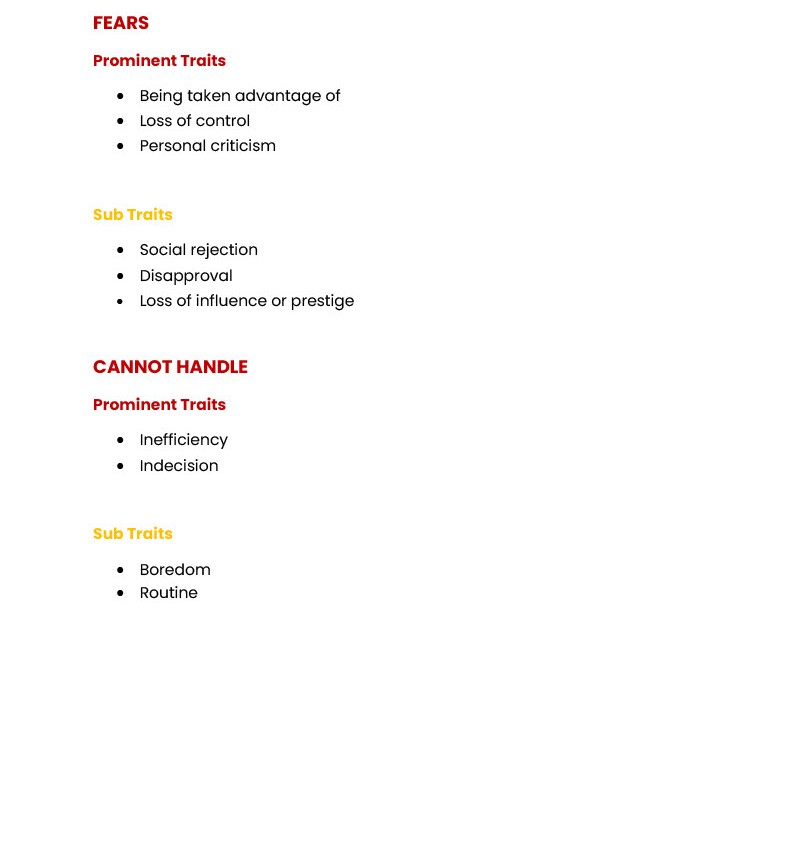 FEARS
Prominent Traits
• Being taken advantage of
• Loss of control
• Personal criticism
Sub Traits
• Social rejection
• Disapproval
• Loss of influence or prestige
CANNOT HANDLE
Prominent Traits
• Inefficiency
• Indecision
Sub Traits
• Boredom
• Routine